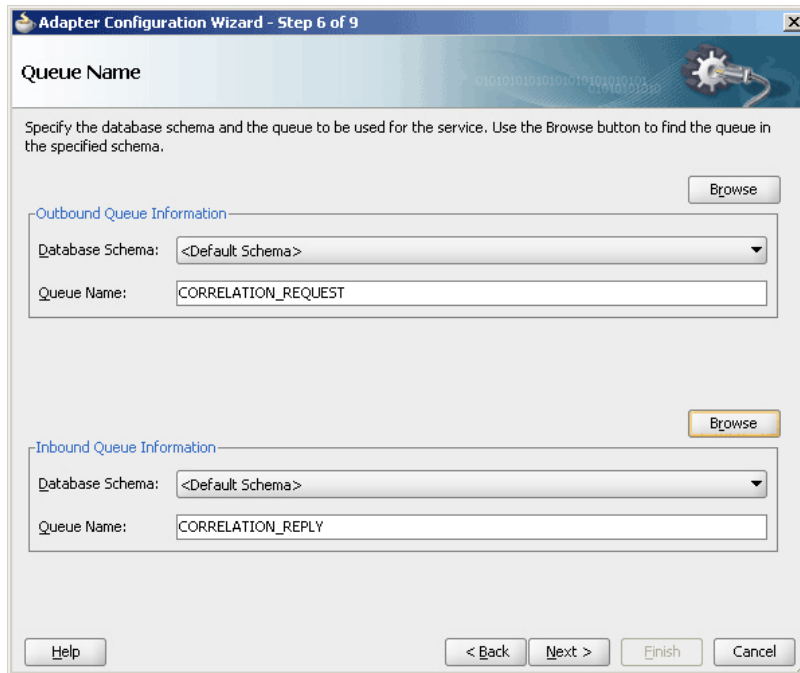 Adapter Configuration Wizard - Step 6 of 9
Queue Name
Specify the database schema and the queue to be used for the service. Use the Browse button to find the queue in
the specified schema.
Browse
Outbound Queue Information
Database Schema: <Default Schema>
Queue Name: CORRELATION_REQUEST
Browse
Inbound Queue Information
Database Schema: <Default Schema>
Queue Name: CORRELATION_REPLY
Help < Back Next > Finish Cancel